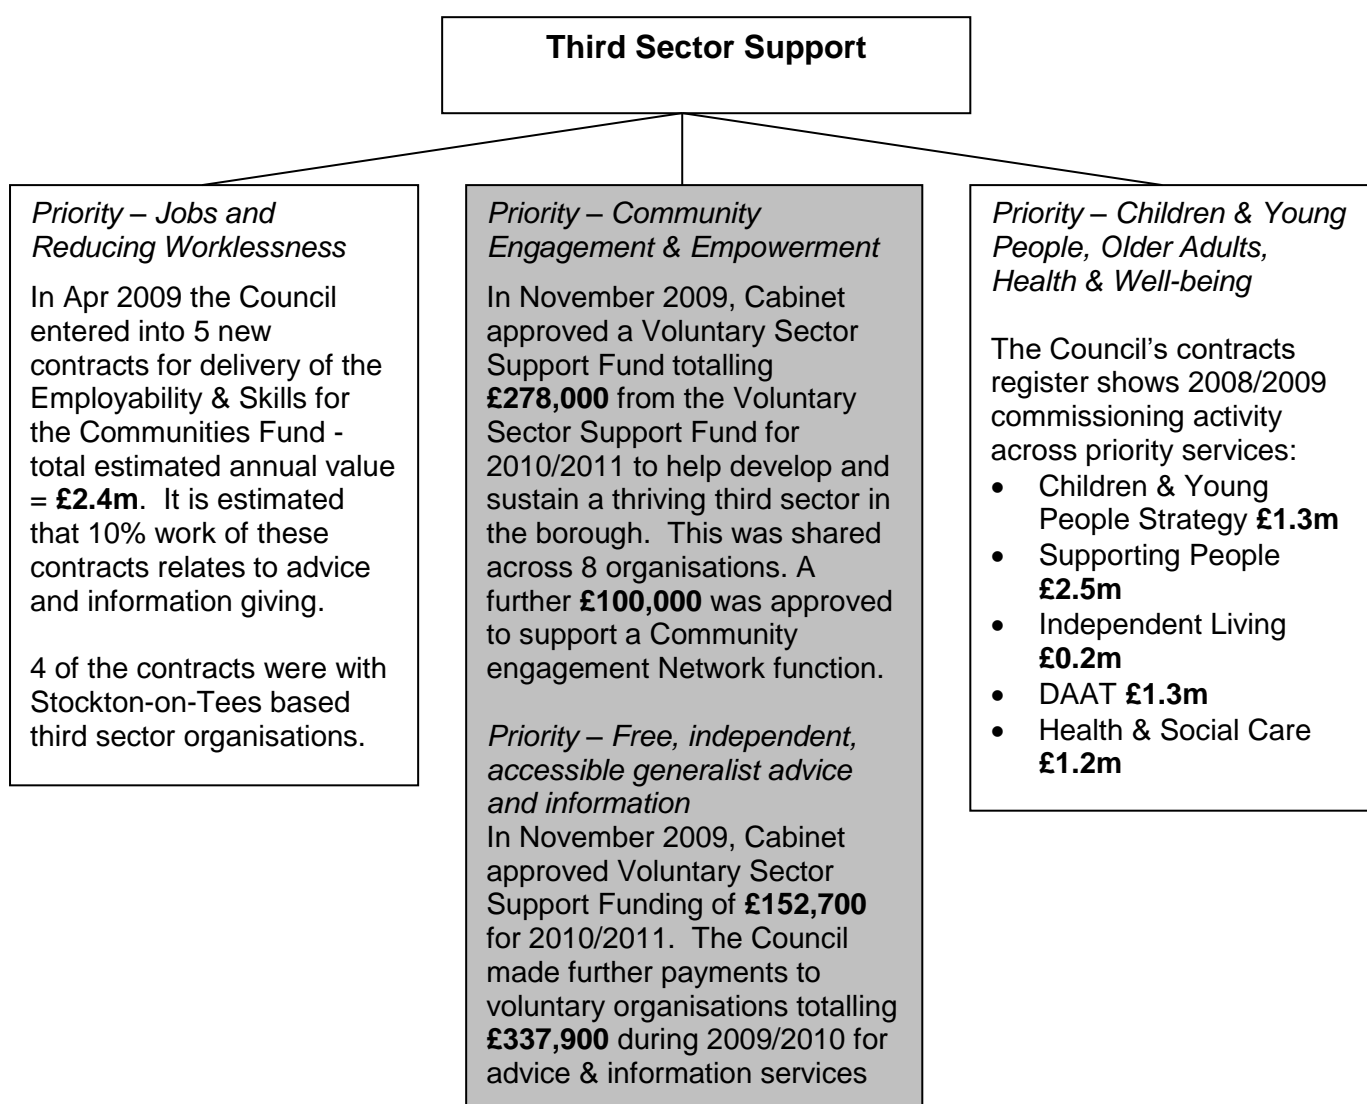 Third Sector Support
Priority – Jobs and
Reducing Worklessness
In Apr 2009 the Council
entered into 5 new
contracts for delivery of the
Employability & Skills for
the Communities Fund -
total estimated annual value
= £2.4m.  It is estimated
that 10% work of these
contracts relates to advice
and information giving.
4 of the contracts were with
Stockton-on-Tees based
third sector organisations.
Priority – Community
Engagement & Empowerment
In November 2009, Cabinet
approved a Voluntary Sector
Support Fund totalling
£278,000 from the Voluntary
Sector Support Fund for
2010/2011 to help develop and
sustain a thriving third sector in
the borough.  This was shared
across 8 organisations. A
further £100,000 was approved
to support a Community
engagement Network function.
Priority – Free, independent,
accessible generalist advice
and information
In November 2009, Cabinet
approved Voluntary Sector
Support Funding of £152,700
for 2010/2011.  The Council
made further payments to
voluntary organisations totalling
£337,900 during 2009/2010 for
advice & information services
Priority – Children & Young
People, Older Adults,
Health & Well-being
The Council’s contracts
register shows 2008/2009
commissioning activity
across priority services:
• Children & Young
People Strategy £1.3m
• Supporting People
£2.5m
• Independent Living
£0.2m
• DAAT £1.3m
• Health & Social Care
£1.2m